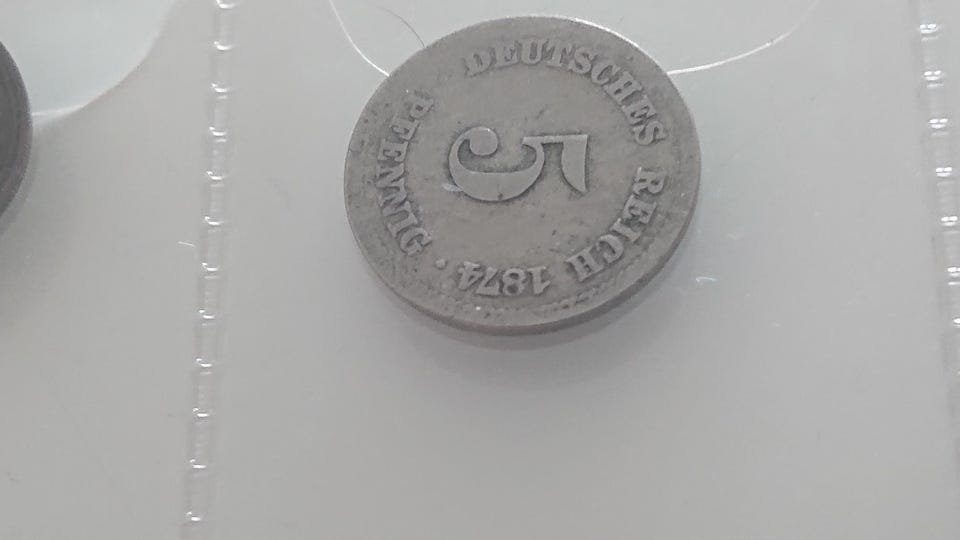 DEUTSCHES REICH 1874
5
PFENNIG